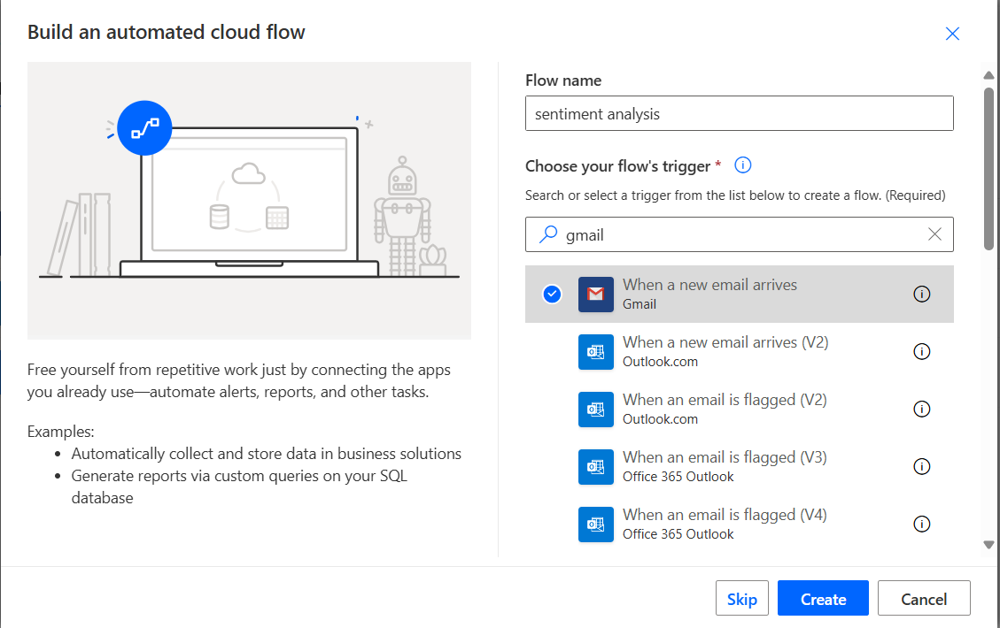 Build an automated cloud flow
Free yourself from repetitive work just by connecting the apps
you already use—automate alerts, reports, and other tasks.
Examples:
• Automatically collect and store data in business solutions
• Generate reports via custom queries on your SQL
database
Flow name
sentiment analysis
Choose your flow's trigger *
Search or select a trigger from the list below to create a flow. (Required)
gmail
When a new email arrives
Gmail
When a new email arrives (V2)
Outlook.com
When an email is flagged (V2)
Outlook.com
When an email is flagged (V3)
Office 365 Outlook
When an email is flagged (V4)
Office 365 Outlook
Skip
Create
Cancel